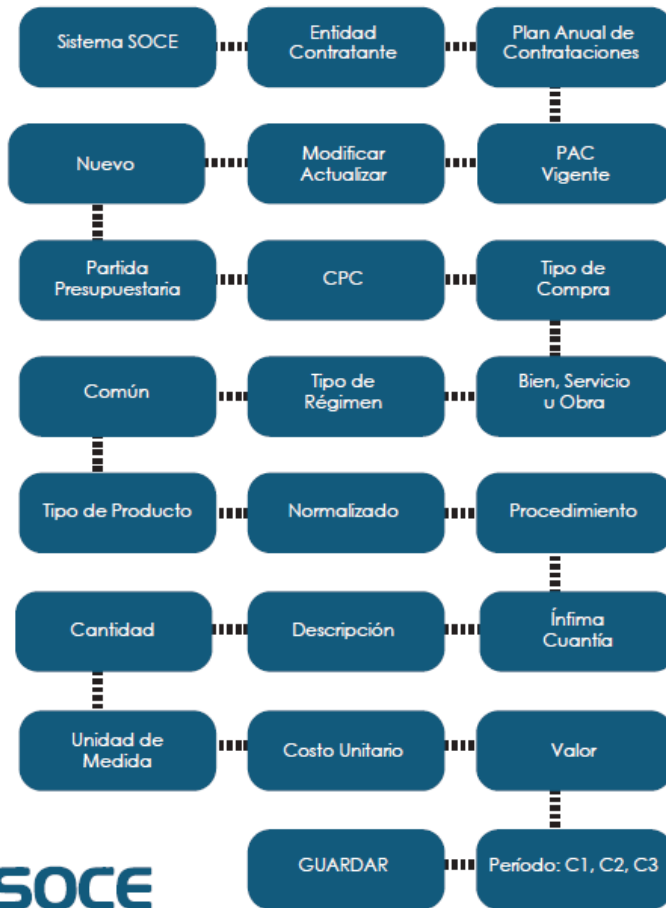 Sistema SOCE
Entidad
Contratante
Plan Anual de
Contrataciones
Nuevo
Modificar
Actualizar
PAC
Vigente
Partida
Presupuestaria
CPC
Tipo de
Compra
Común
Tipo de
Régimen
Bien, Servicio
u Obra
Tipo de Producto
Normalizado
Procedimiento
Cantidad
Descripción
Ínfima
Cuantía
Unidad de
Medida
Costo Unitario
Valor
GUARDAR
Período: C1, C2, C3
SOCE